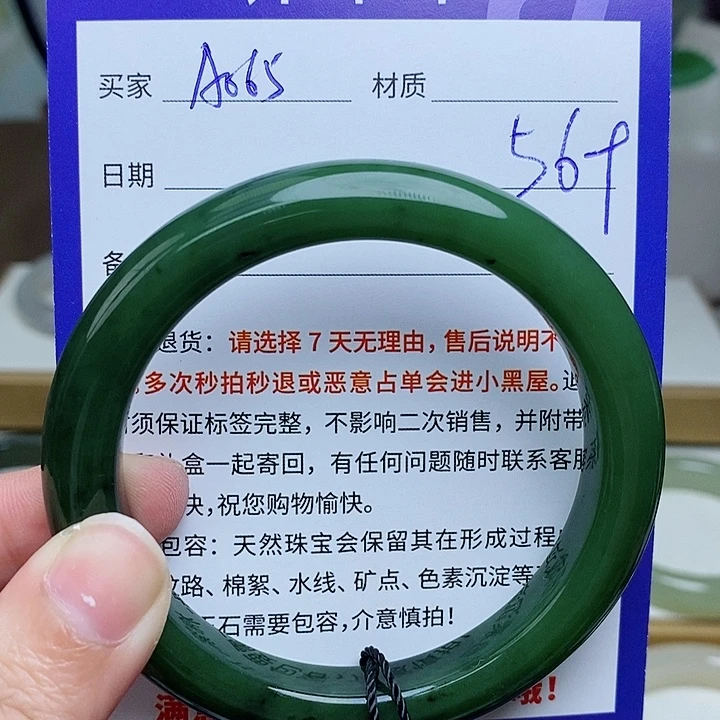 买家 A065 材质
564
日期
备
退货：请选择 7 天无理由，售后说明不
多次秒拍秒退或恶意占单会进小黑屋。
须保证标签完整，不影响二次销售，并附带
盒一起寄回，有任何问题随时联系客服
快，祝您购物愉快。
包容：天然珠宝会保留其在形成过程
纹路、棉絮、水线、矿点、色素沉淀等
玉石需要包容，介意慎拍！
满
哦！